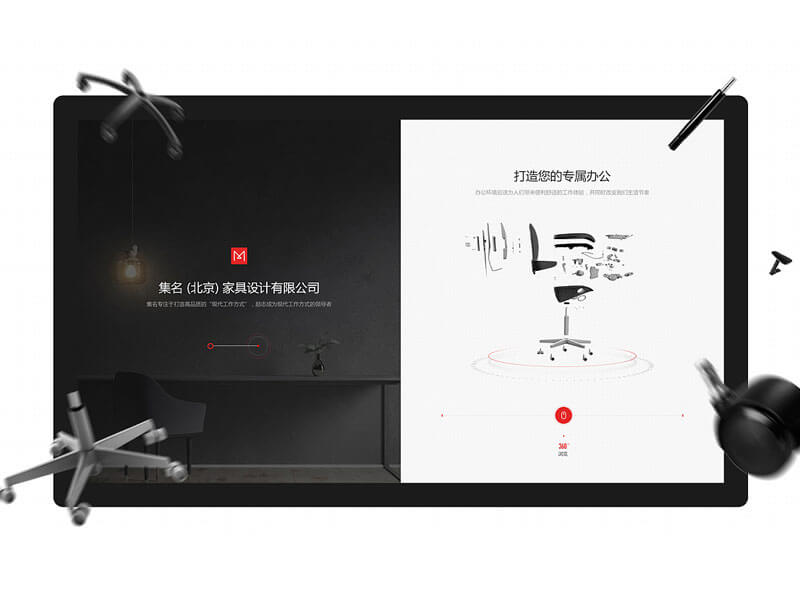 集名 (北京) 家具设计有限公司
集名专注于打造高品质的“现代工作方式”，励志成为现代工作方式的领导者
打造您的专属办公
办公环境应该为人们带来便利舒适的工作体验，并同时改变我们生活节奏
360°